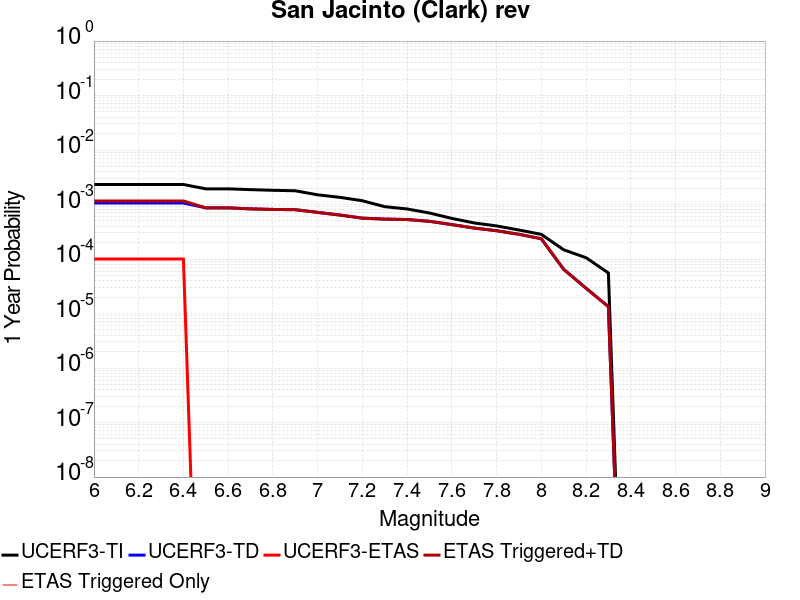 San Jacinto (Clark) rev
10^0
10^-1
10^-2
10^-3
10^-4
10^-5
10^-6
10^-7
10^-8
1 Year Probability
6 6.2 6.4 6.6 6.8 7 7.2 7.4 7.6 7.8 8 8.2 8.4 8.6 8.8 9
Magnitude
UCERF3-TI UCERF3-TD UCERF3-ETAS ETAS Triggered+TD
ETAS Triggered Only